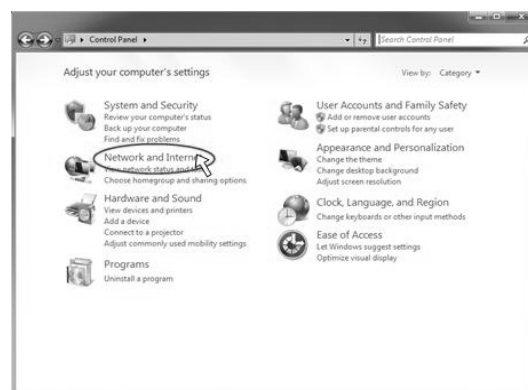 Control Panel
Search Control Panel
Adjust your computer's settings
View by: Category
System and Security
Review your computer's status
Back up your computer
Find and fix problems
Network and Internet
View network status and
Choose homegroup and sharing options
Hardware and Sound
View devices and printers
Add a device
Connect to a projector
Adjust commonly used mobility settings
Programs
Uninstall a program
User Accounts and Family Safety
Add or remove user accounts
Set up parental controls for any user
Appearance and Personalization
Change the theme
Change desktop background
Adjust screen resolution
Clock, Language, and Region
Change keyboards or other input methods
Ease of Access
Let Windows suggest settings
Optimize visual display